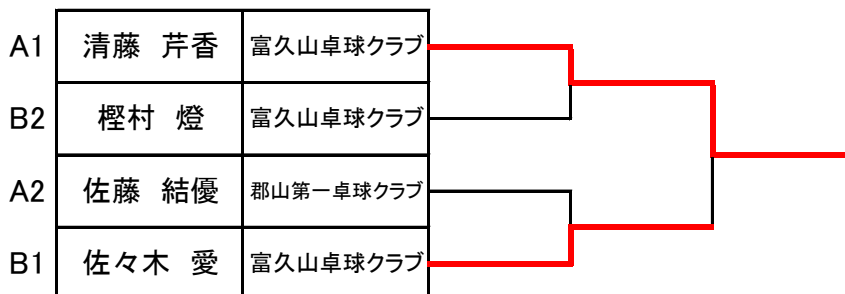 A1 清藤 芹香 富久山卓球クラブ
B2 樫村 燈 富久山卓球クラブ
A2 佐藤 結優 郡山第一卓球クラブ
B1 佐々木 愛 富久山卓球クラブ